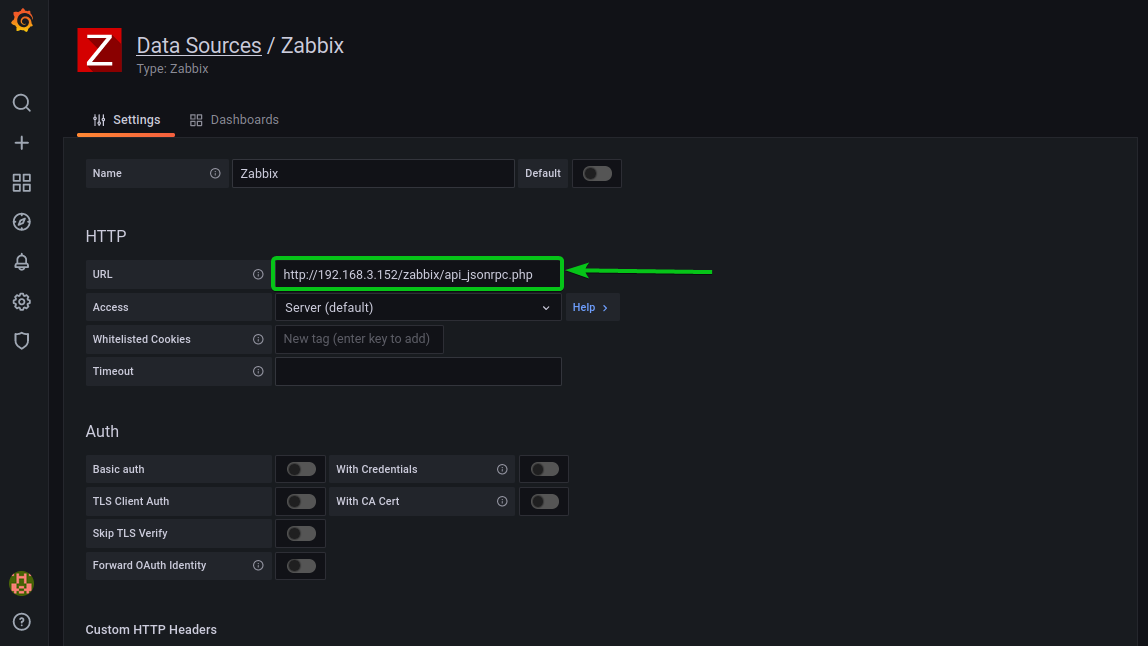 Z
Data Sources / Zabbix
Type: Zabbix
Settings
Dashboards
Name
Zabbix
Default
HTTP
URL
http://192.168.3.152/zabbix/api_jsonrpc.php
Access
Server (default)
Help
Whitelisted Cookies
New tag (enter key to add)
Timeout
Auth
Basic auth
With Credentials
TLS Client Auth
With CA Cert
Skip TLS Verify
Forward OAuth Identity
Custom HTTP Headers